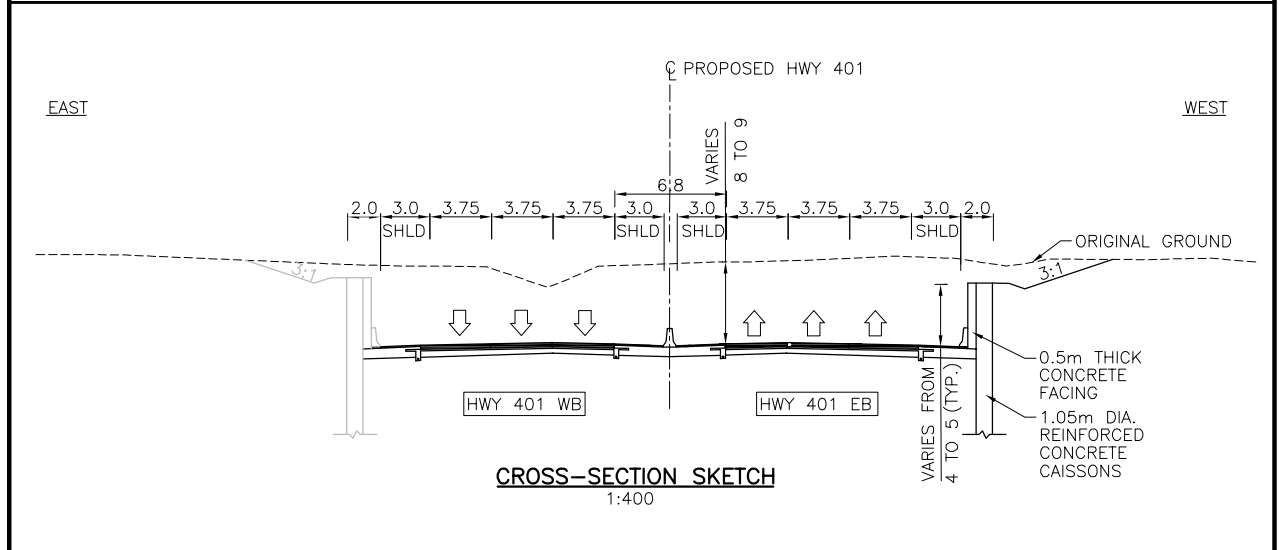 ℄ PROPOSED HWY 401
EAST
WEST
VARIES
8 TO 9
6.8
2.0 3.0 3.75 3.75 3.75 3.0 3.0 3.75 3.75 3.75 3.0 2.0
SHLD SHLD SHLD SHLD
ORIGINAL GROUND
3:1
3:1
0.5m THICK
CONCRETE
FACING
HWY 401 WB
HWY 401 EB
VARIES FROM
4 TO 5 (TYP.)
1.05m DIA.
REINFORCED
CONCRETE
CAISSONS
CROSS-SECTION SKETCH
1:400